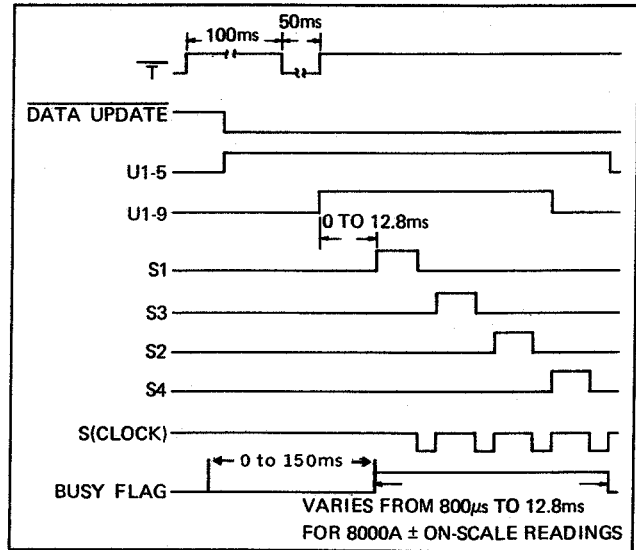 100ms
50ms
T
DATA UPDATE
U1-5
U1-9
0 TO 12.8ms
S1
S3
S2
S4
S(CLOCK)
0 to 150ms
BUSY FLAG
VARIES FROM 800µs TO 12.8ms
FOR 8000A ± ON-SCALE READINGS